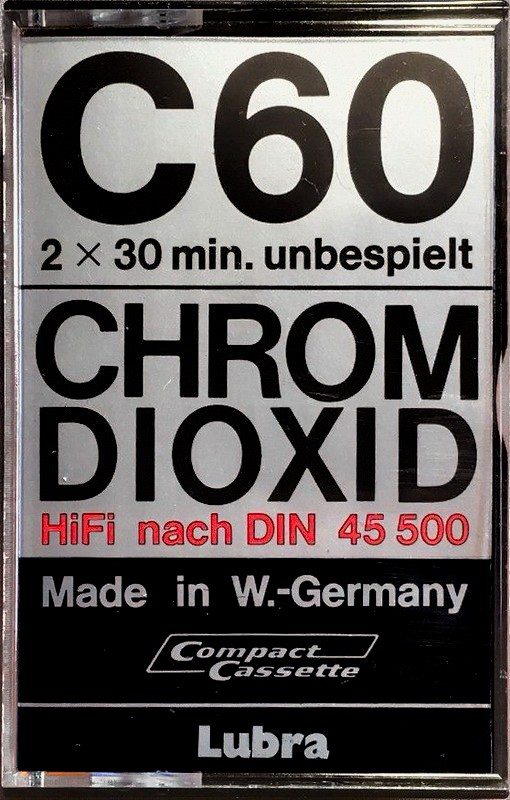 C60
2 × 30 min. unbespielt
CHROM
DIOXID
HiFi nach DIN 45 500
Made in W.-Germany
Compact
Cassette
Lubra